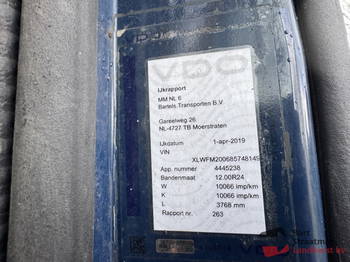 VDO
IJkrapport
MM NL 6
Bartels Transporten B.V.
Gareelweg 26
NL-4727 TB Moerstraten
IJkdatum 1-apr-2019
VIN
XLWFM200685748149
App. nummer 4445238
Bandenmaat 12.00R24
W 10066 imp/km
K 10066 imp/km
L 3768 mm
Rapport nr. 263